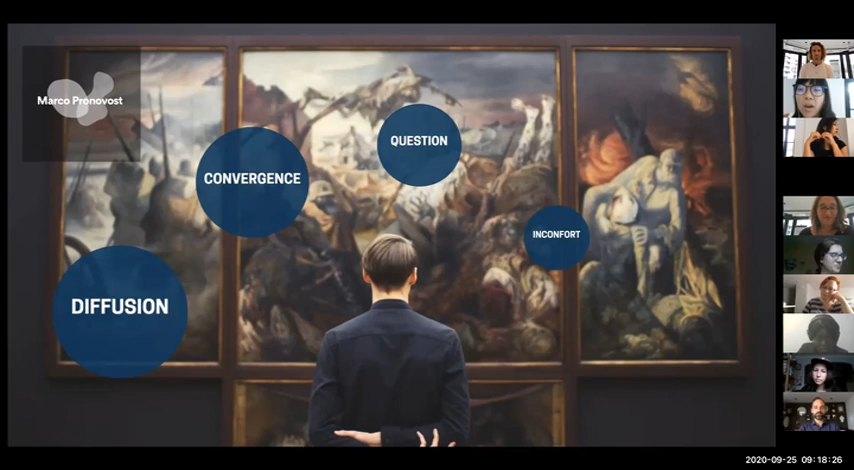 Marco Pronovost
QUESTION
CONVERGENCE
INCONFORT
DIFFUSION
2020-09-25 09:18:26